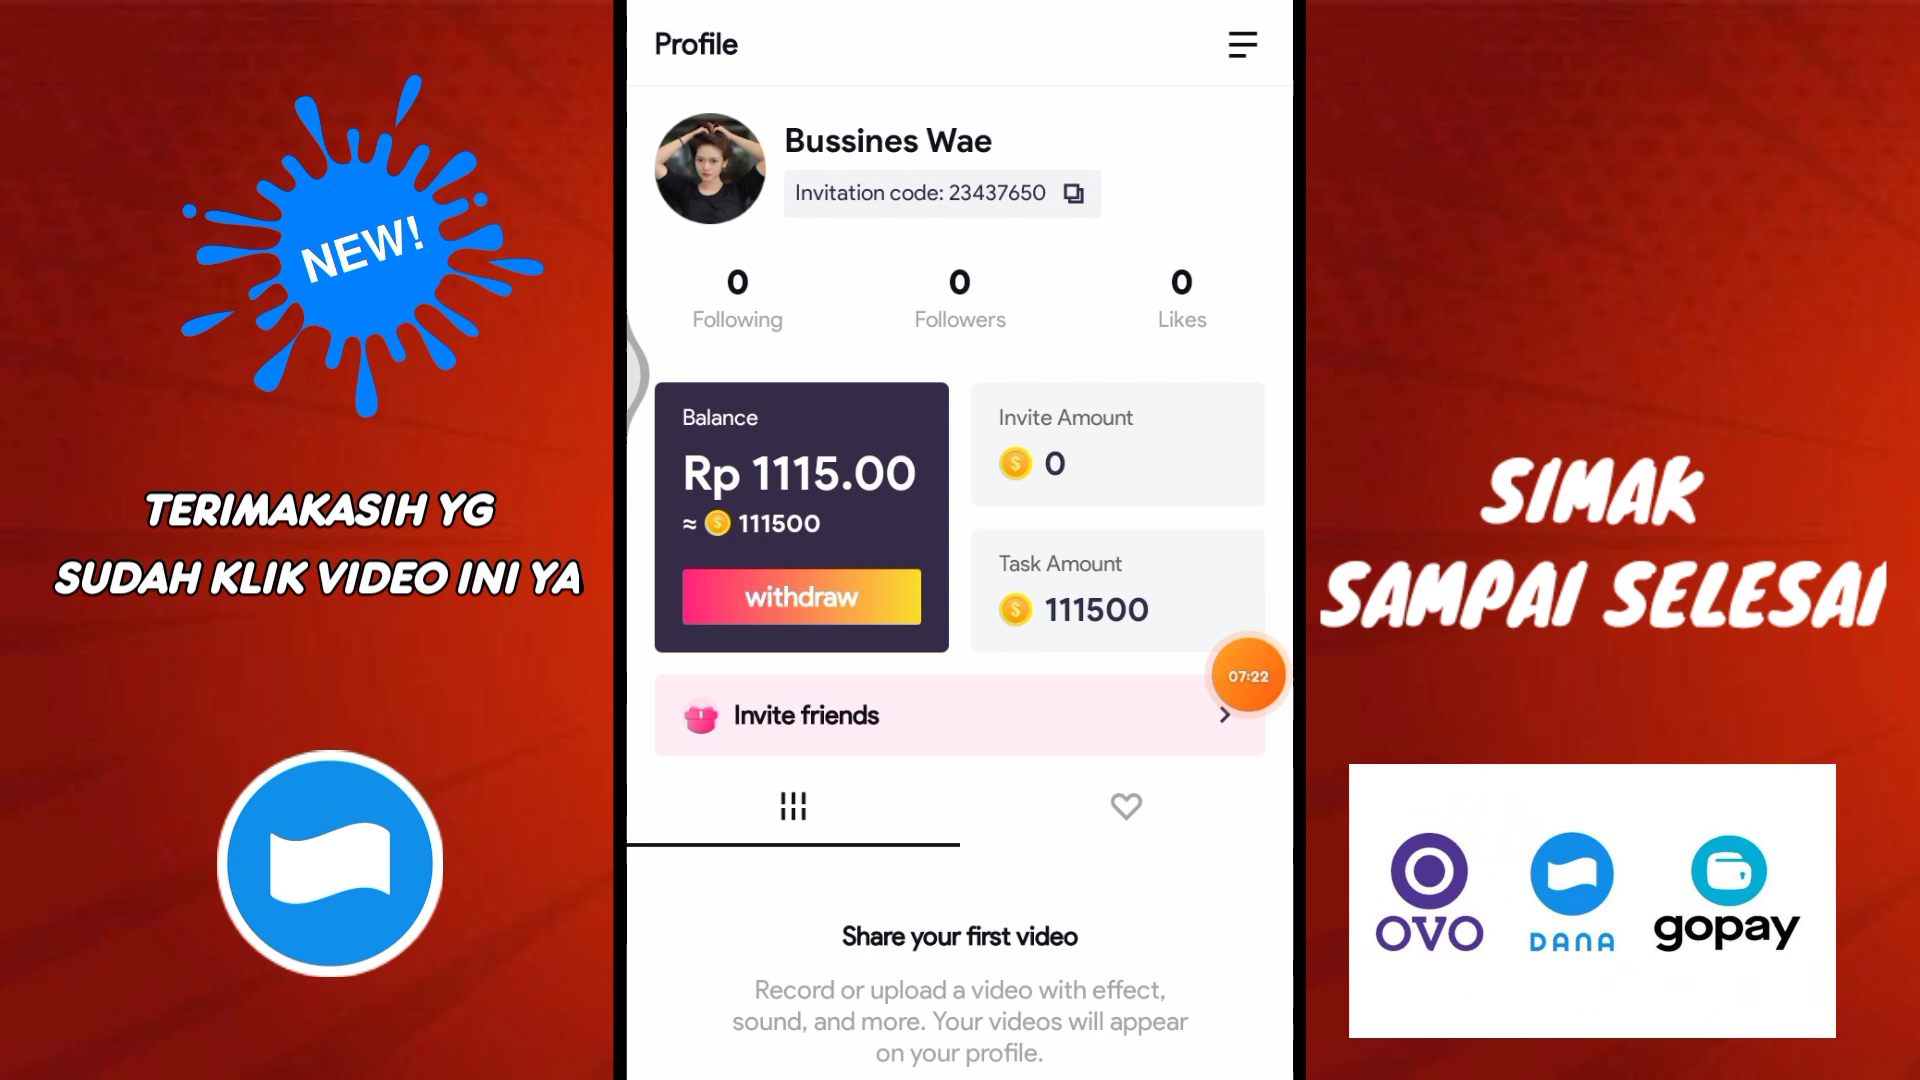 NEW!
TERIMAKASIH YG
SUDAH KLIK VIDEO INI YA
Profile
Bussines Wae
Invitation code: 23437650
0
Following
0
Followers
0
Likes
Balance
Rp 1115.00
≈ 111500
withdraw
Invite Amount
0
Task Amount
111500
07:22
Invite friends
Share your first video
Record or upload a video with effect,
sound, and more. Your videos will appear
on your profile.
SIMAK
SAMPAI SELESAI
OVO
DANA
gopay